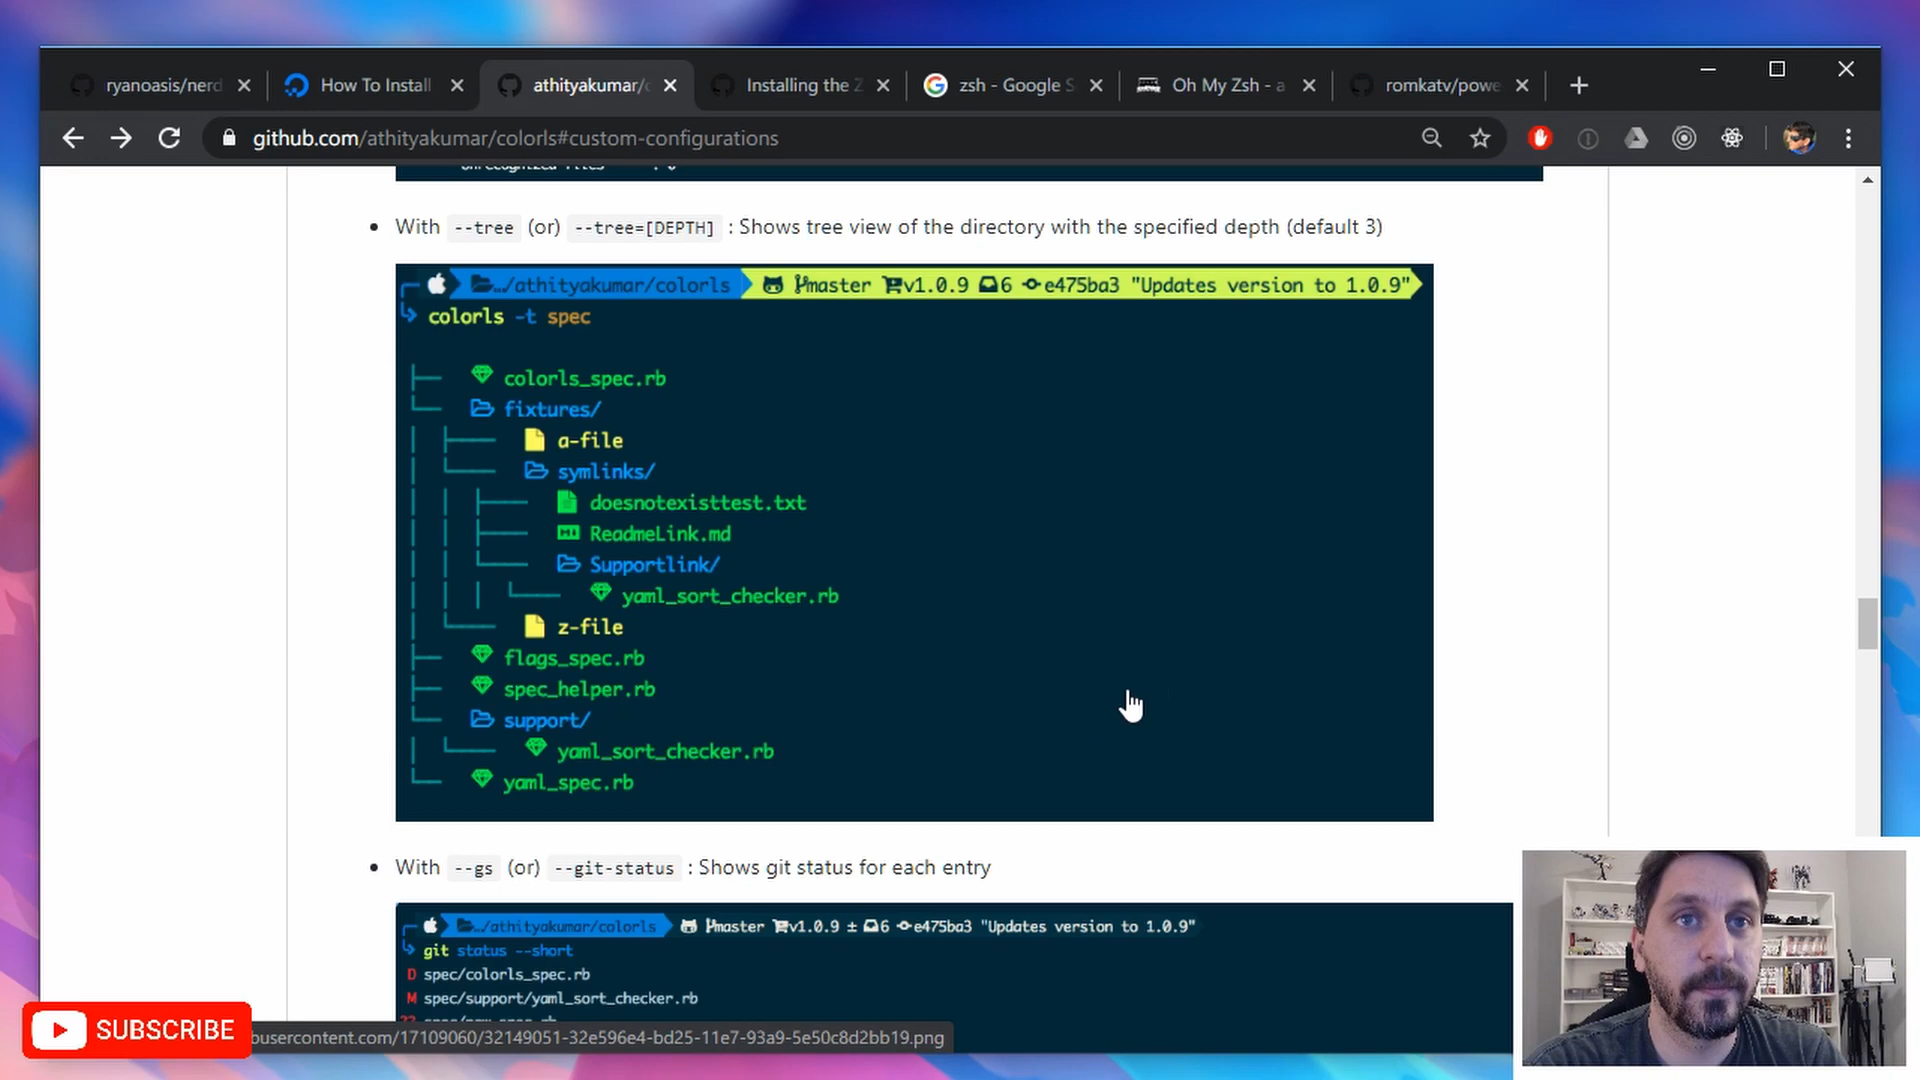 ryanoasis/nerd
How To Install
athityakumar/c
Installing the Z
zsh - Google S
Oh My Zsh - a
romkatv/powe
github.com/athityakumar/colorls#custom-configurations
With --tree (or) --tree=[DEPTH] : Shows tree view of the directory with the specified depth (default 3)
.../athityakumar/colorls master v1.0.9 6 e475ba3 "Updates version to 1.0.9"
colorls -t spec
colorls_spec.rb
fixtures/
a-file
symlinks/
doesnotexisttest.txt
ReadmeLink.md
Supportlink/
yaml_sort_checker.rb
z-file
flags_spec.rb
spec_helper.rb
support/
yaml_sort_checker.rb
yaml_spec.rb
With --gs (or) --git-status : Shows git status for each entry
.../athityakumar/colorls master v1.0.9 ± 6 e475ba3 "Updates version to 1.0.9"
git status --short
D spec/colorls_spec.rb
M spec/support/yaml_sort_checker.rb
SUBSCRIBE
busercontent.com/17109060/32149051-32e596e4-bd25-11e7-93a9-5e50c8d2bb19.png